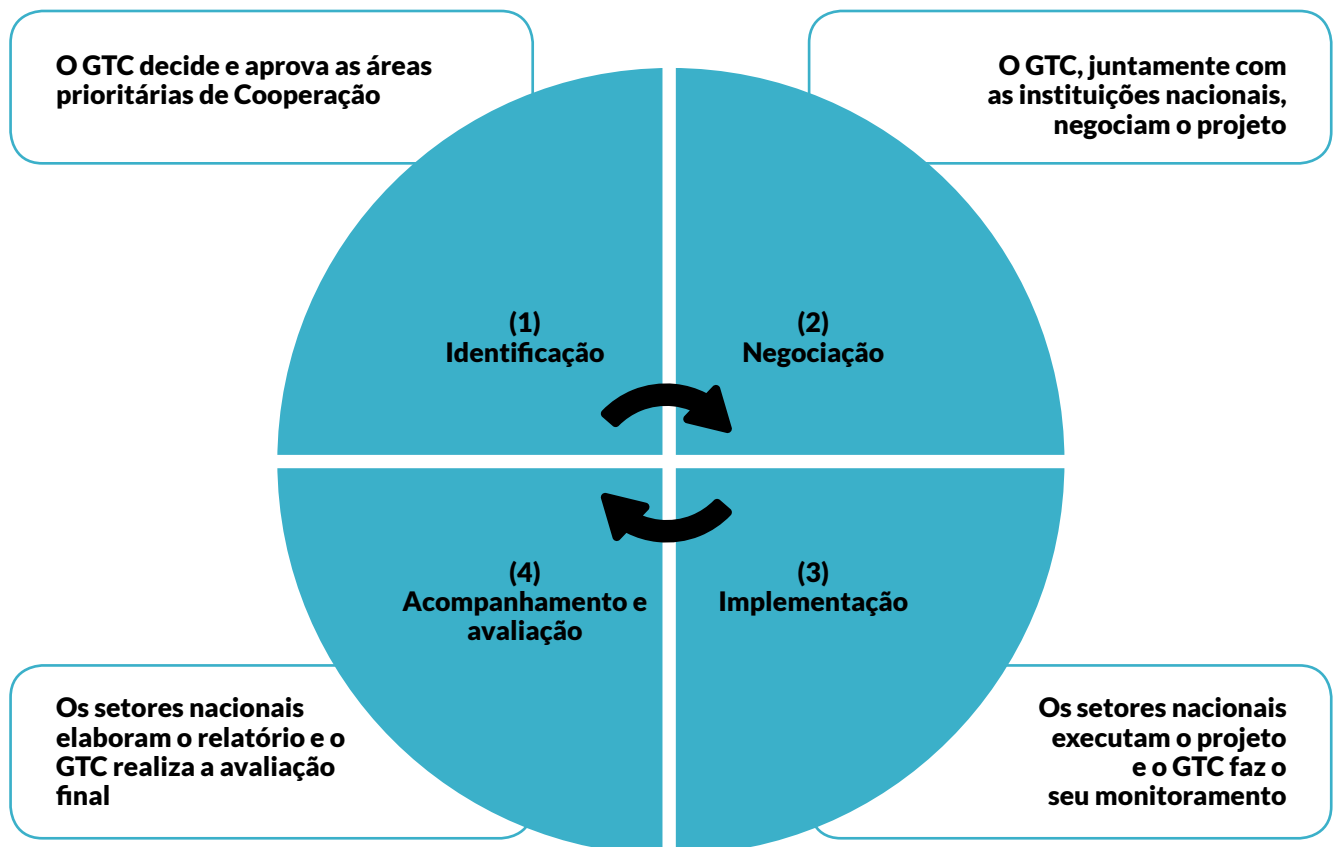 O GTC decide e aprova as áreas
prioritárias de Cooperação
O GTC, juntamente com
as instituições nacionais,
negociam o projeto
(1)
Identificação
(2)
Negociação
(4)
Acompanhamento e
avaliação
(3)
Implementação
Os setores nacionais
elaboram o relatório e o
GTC realiza a avaliação
final
Os setores nacionais
executam o projeto
e o GTC faz o
seu monitoramento